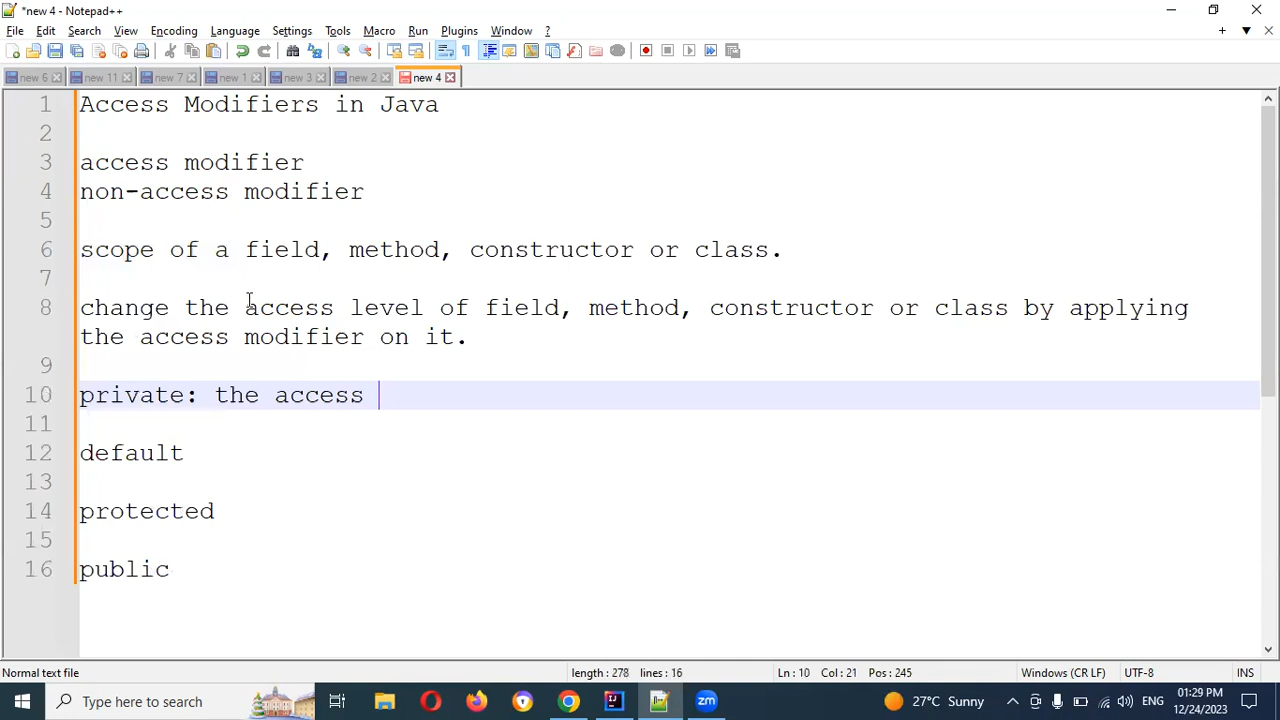 *new 4 - Notepad++
File Edit Search View Encoding Language Settings Tools Macro Run Plugins Window ?
new 6 new 11 new 7 new 1 new 3 new 2 new 4
1 Access Modifiers in Java
2
3 access modifier
4 non-access modifier
5
6 scope of a field, method, constructor or class.
7
8 change the access level of field, method, constructor or class by applying
the access modifier on it.
9
10 private: the access
11
12 default
13
14 protected
15
16 public
Normal text file length : 278 lines : 16 Ln : 10 Col : 21 Pos : 245 Windows (CR LF) UTF-8 INS
Type here to search 27°C Sunny ENG 01:29 PM
12/24/2023